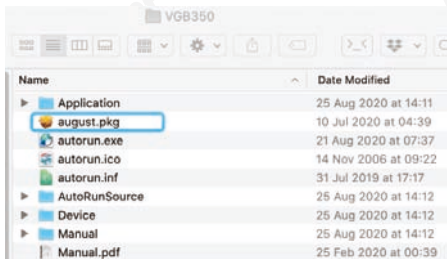 VGB350
Name Date Modified
Application 25 Aug 2020 at 14:11
august.pkg 10 Jul 2020 at 04:39
autorun.exe 21 Aug 2020 at 07:37
autorun.ico 14 Nov 2006 at 09:22
autorun.inf 31 Jul 2019 at 17:17
AutoRunSource 25 Aug 2020 at 14:12
Device 25 Aug 2020 at 14:12
Manual 25 Aug 2020 at 14:12
Manual.pdf 25 Feb 2020 at 00:39